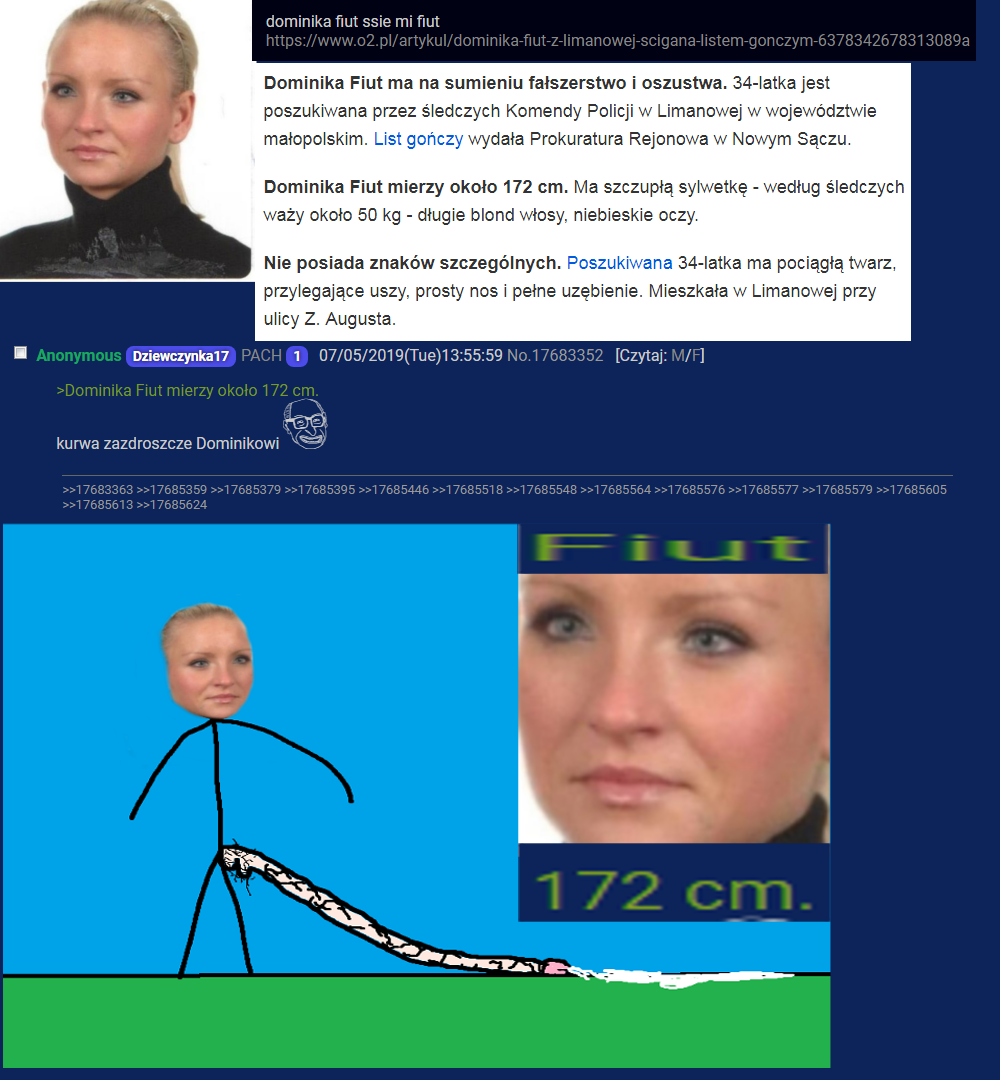 dominika fiut ssie mi fiut
https://www.o2.pl/artykul/dominika-fiut-z-limanowej-scigana-listem-gonczym-6378342678313089a
Dominika Fiut ma na sumieniu fałszerstwo i oszustwa. 34-latka jest
poszukiwana przez śledczych Komendy Policji w Limanowej w województwie
małopolskim. List gończy wydała Prokuratura Rejonowa w Nowym Sączu.
Dominika Fiut mierzy około 172 cm. Ma szczupłą sylwetkę - według śledczych
waży około 50 kg - długie blond włosy, niebieskie oczy.
Nie posiada znaków szczególnych. Poszukiwana 34-latka ma pociągłą twarz,
przylegające uszy, prosty nos i pełne uzębienie. Mieszkała w Limanowej przy
ulicy Z. Augusta.
Anonymous Dziewczynka17 PACH 1 07/05/2019(Tue)13:55:59 No.17683352 [Czytaj: M/F]
>Dominika Fiut mierzy około 172 cm.
kurwa zazdroszcze Dominikowi
>>17683363 >>17685359 >>17685379 >>17685395 >>17685446 >>17685518 >>17685548 >>17685564 >>17685576 >>17685577 >>17685579 >>17685605
>>17685613 >>17685624
Fiut
172 cm.